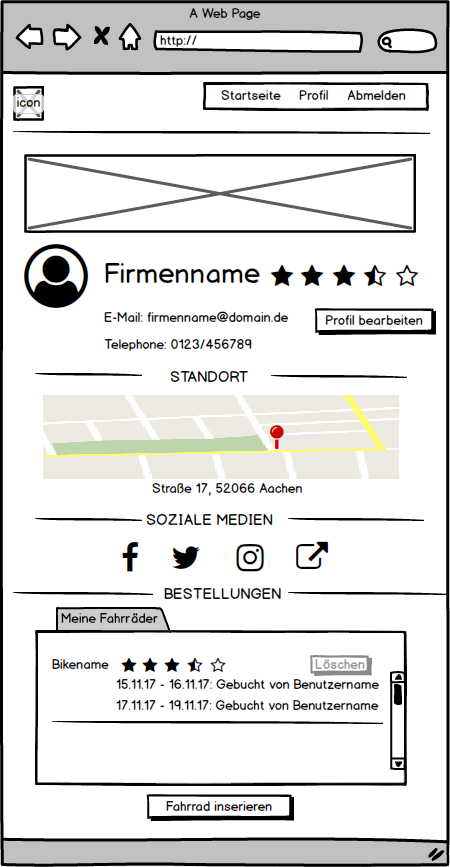 A Web Page
http://
icon
Startseite Profil Abmelden
Firmenname
E-Mail: firmenname@domain.de
Profil bearbeiten
Telephone: 0123/456789
STANDORT
Straße 17, 52066 Aachen
SOZIALE MEDIEN
BESTELLUNGEN
Meine Fahrräder
Bikename
Löschen
15.11.17 - 16.11.17: Gebucht von Benutzername
17.11.17 - 19.11.17: Gebucht von Benutzername
Fahrrad inserieren